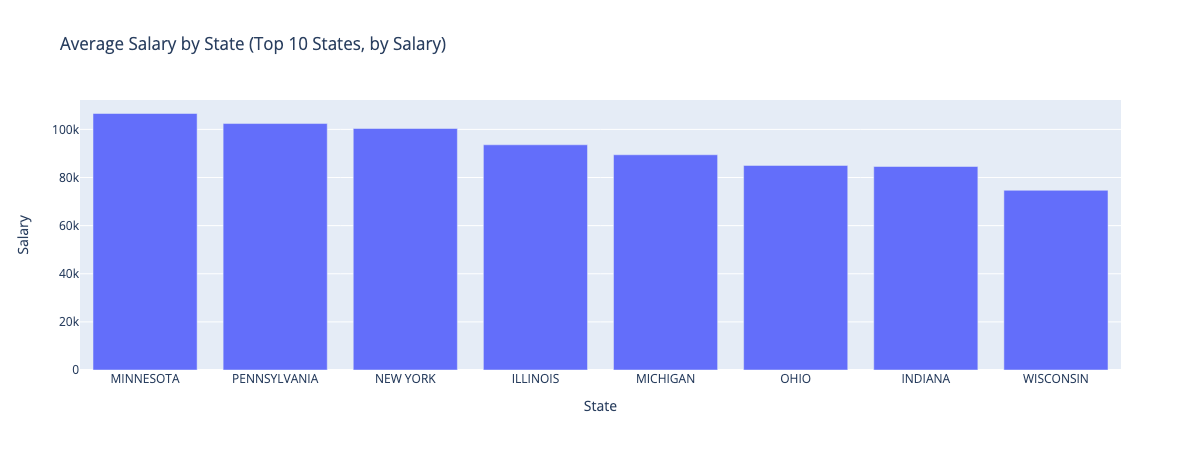 Average Salary by State (Top 10 States, by Salary)
100k
80k
60k
40k
20k
0
Salary
MINNESOTA PENNSYLVANIA NEW YORK ILLINOIS MICHIGAN OHIO INDIANA WISCONSIN
State